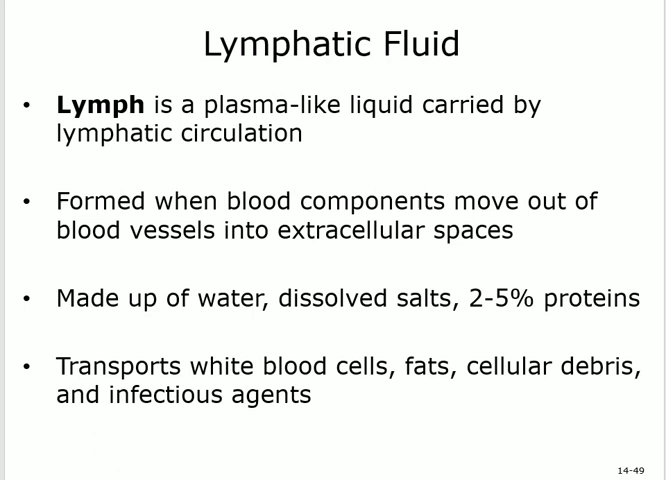 Lymphatic Fluid
• Lymph is a plasma-like liquid carried by
lymphatic circulation
• Formed when blood components move out of
blood vessels into extracellular spaces
• Made up of water, dissolved salts, 2-5% proteins
• Transports white blood cells, fats, cellular debris,
and infectious agents
14-49